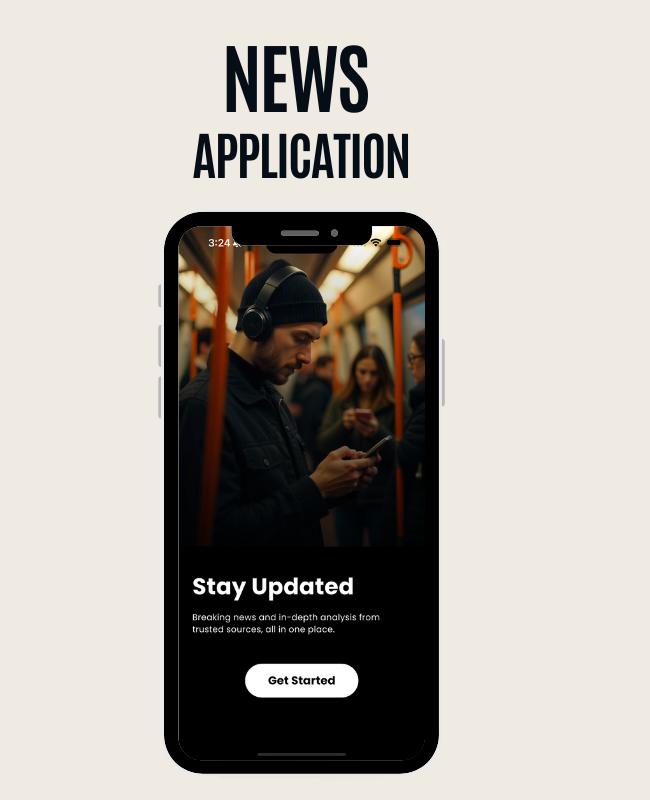 NEWS
APPLICATION
3:24
Stay Updated
Breaking news and in-depth analysis from
trusted sources, all in one place.
Get Started